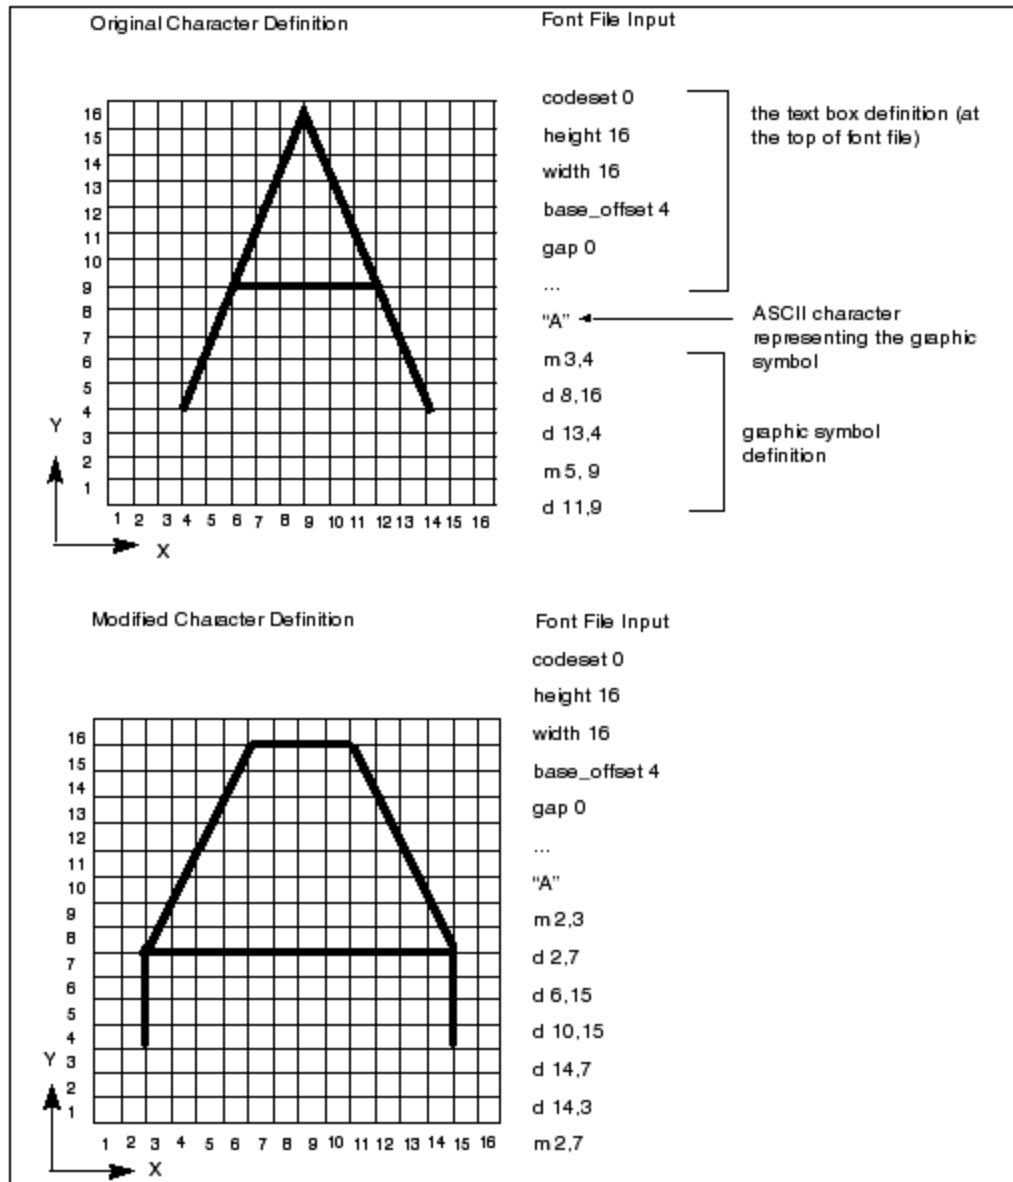 Original Character Definition
Font File Input
codeset 0
height 16
width 16
base_offset 4
gap 0
...
"A"
m 3,4
d 8,16
d 13,4
m 5, 9
d 11,9
the text box definition (at
the top of font file)
ASCII character
representing the graphic
symbol
graphic symbol
definition
16
15
14
13
12
11
10
9
8
7
6
5
4
3
2
1
Y
1 2 3 4 5 6 7 8 9 10 11 12 13 14 15 16
X
Modified Character Definition
Font File Input
codeset 0
height 16
width 16
base_offset 4
gap 0
...
"A"
m 2,3
d 2,7
d 6,15
d 10,15
d 14,7
d 14,3
m 2,7
16
15
14
13
12
11
10
9
8
7
6
5
4
Y 3
2
1
1 2 3 4 5 6 7 8 9 10 11 12 13 14 15 16
X